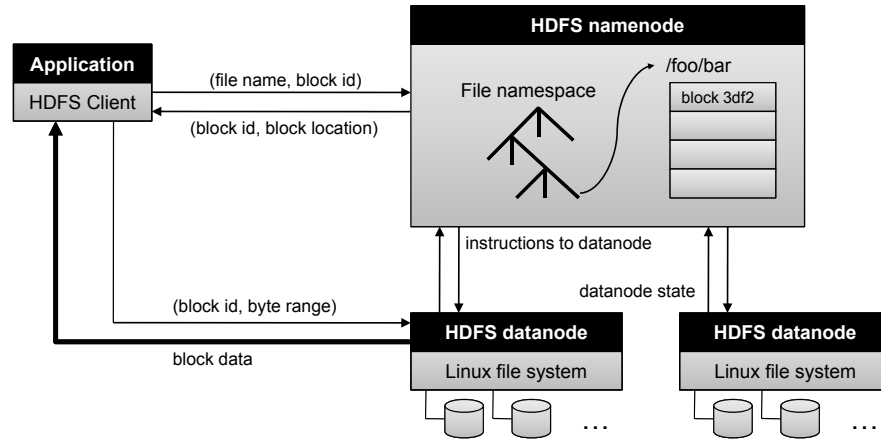 HDFS namenode
Application
HDFS Client
(file name, block id)
(block id, block location)
File namespace
/foo/bar
block 3df2
instructions to datanode
datanode state
(block id, byte range)
block data
HDFS datanode
Linux file system
...
HDFS datanode
Linux file system
...